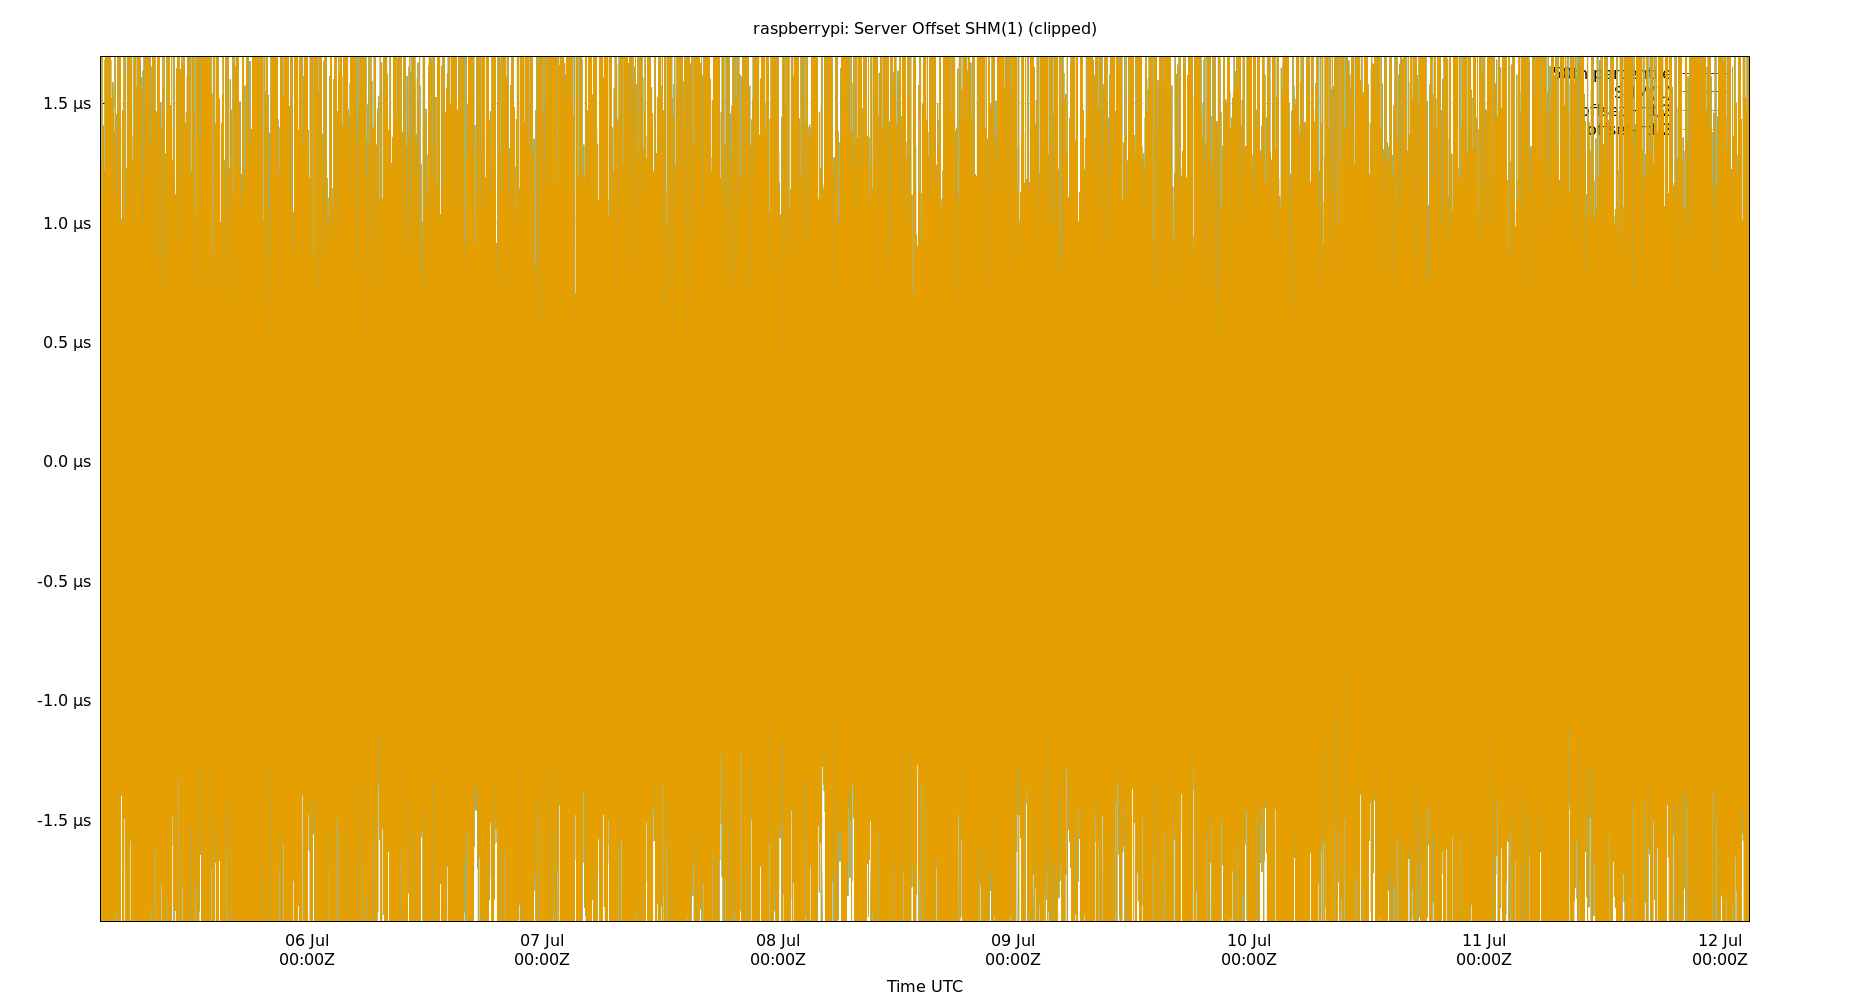 raspberrypi: Server Offset SHM(1) (clipped)
1.5 µs
1.0 µs
0.5 µs
0.0 µs
-0.5 µs
-1.0 µs
-1.5 µs
06 Jul 07 Jul 08 Jul 09 Jul 10 Jul 11 Jul 12 Jul
00:00Z 00:00Z 00:00Z 00:00Z 00:00Z 00:00Z 00:00Z
Time UTC